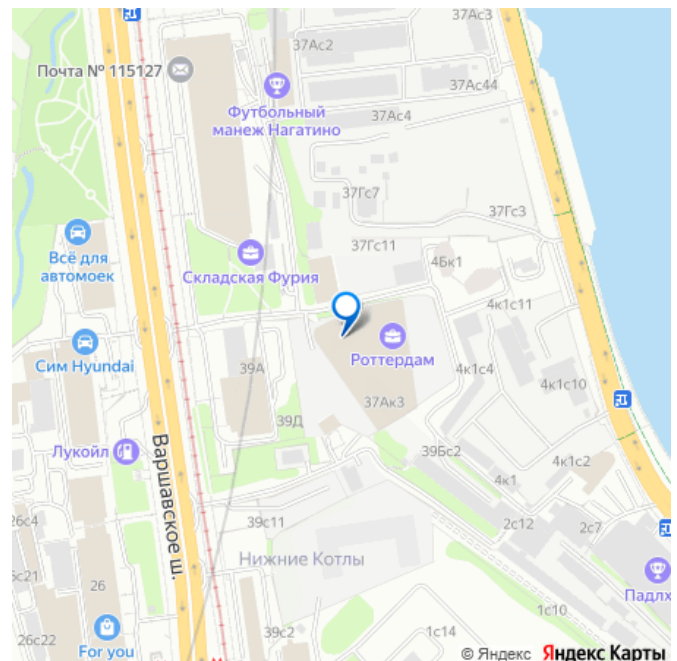 37Ас3
37Ас2
Почта № 115127
37Ас44
Футбольный
манеж Нагатино
37Ас4
37Гс7
37Гс3
Всё для
автомоек
37Гс11
4Бк1
Складская Фурия
4к1с11
Сим Hyundai
Роттердам
39А
4к1с4
4к1с10
37Ак3
39Д
Лукойл
Варшавское ш.
39Бс2
4к1с2
4к1
26с4
39с11
2с12
2с7
Нижние Котлы
с21
26
Падлх
1с10
For you
39с2
1с14
26с22
© Яндекс Яндекс Карты